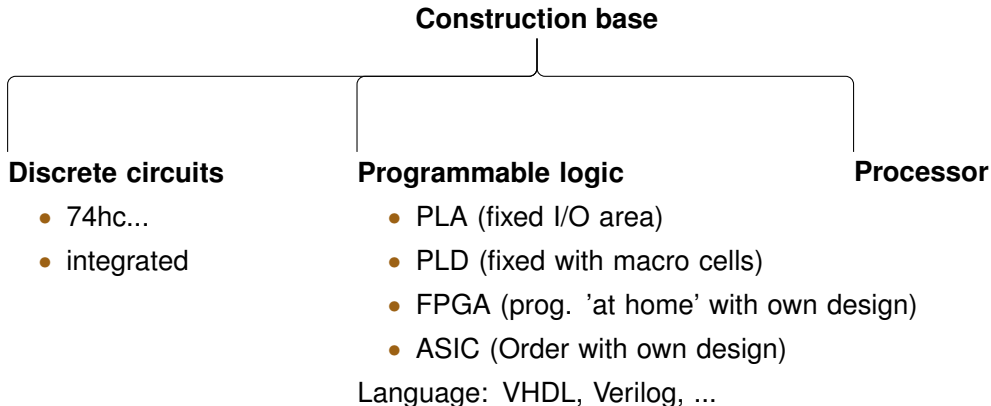 Construction base
Discrete circuits
• 74hc...
• integrated
Programmable logic
• PLA (fixed I/O area)
• PLD (fixed with macro cells)
• FPGA (prog. 'at home' with own design)
• ASIC (Order with own design)
Language: VHDL, Verilog, ...
Processor